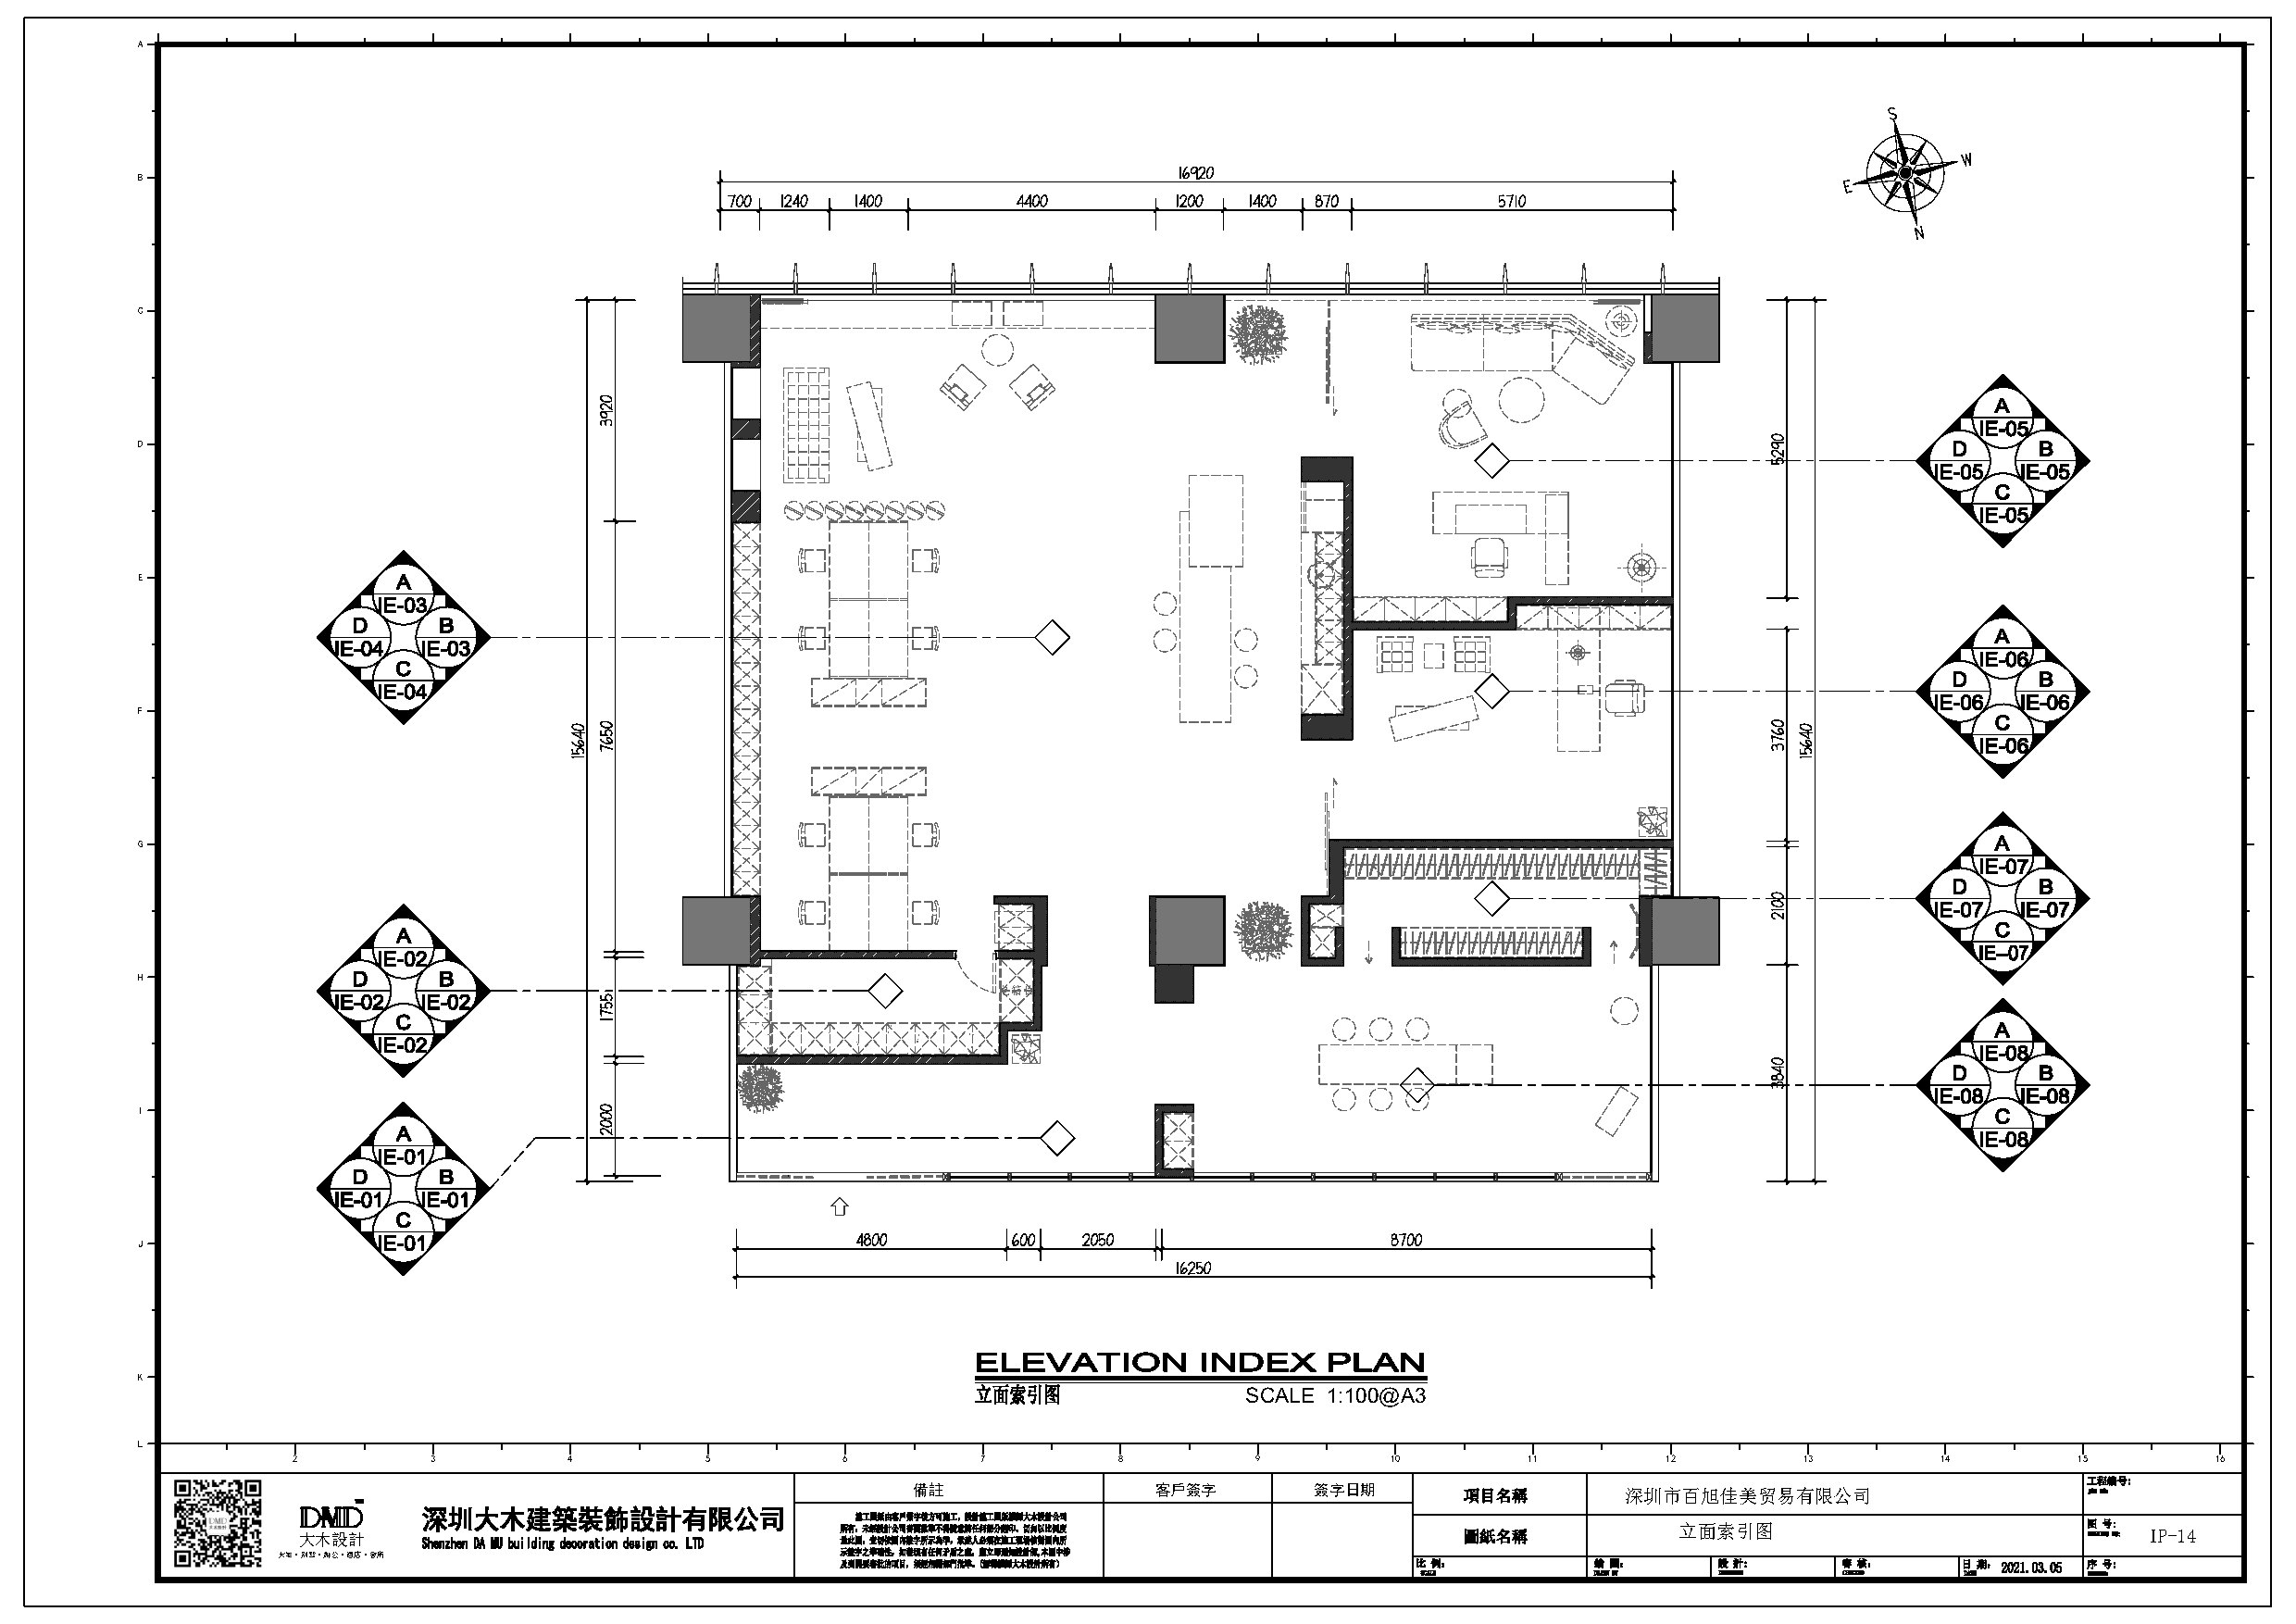 A
B
C
D
E
F
G
H
I
J
K
L
S
W
E
N
16920
700 1240 1400 4400 1200 1400 870 5710
3920
7650
15640
1755
2000
5290
3760
15640
2100
3840
A
IE-03
D
IE-04
B
IE-03
C
IE-04
A
IE-02
D
IE-02
B
IE-02
C
IE-02
A
IE-01
D
IE-01
B
IE-01
C
IE-01
A
IE-05
D
IE-05
B
IE-05
C
IE-05
A
IE-06
D
IE-06
B
IE-06
C
IE-06
A
IE-07
D
IE-07
B
IE-07
C
IE-07
A
IE-08
D
IE-08
B
IE-08
C
IE-08
4800 600 2050 8700
16250
ELEVATION INDEX PLAN
立面索引图 SCALE 1:100@A3
2 3 4 5 6 7 8 9 10 11 12 13 14 15 16
DMD
大木設計
深圳大木建築裝飾設計有限公司
Shenzhen DA MU building decoration design co. LTD
備註
客戶簽字
簽字日期
項目名稱
深圳市百旭佳美贸易有限公司
工程编号:
圖紙名稱
立面索引图
图 号:
IP-14
比 例:
繪 圖:
設 計:
審 核:
日 期:
2021.03.05
序 号: